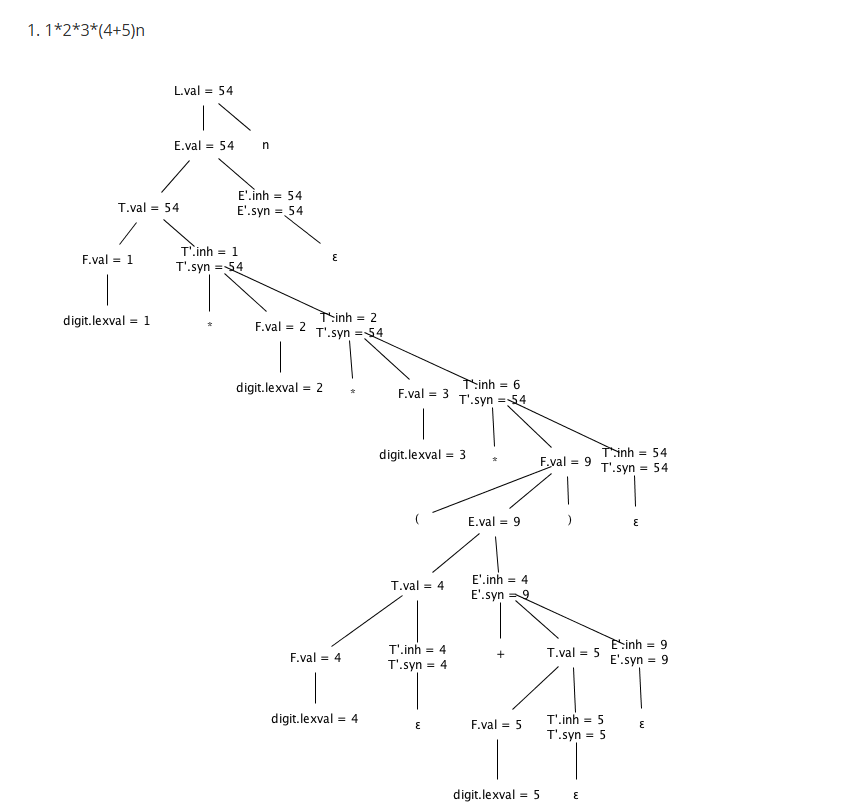 1. 1*2*3*(4+5)n
L.val = 54
E.val = 54
n
T.val = 54
E'.inh = 54
E'.syn = 54
F.val = 1
T'.inh = 1
T'.syn = 54
ε
digit.lexval = 1
*
F.val = 2
T'.inh = 2
T'.syn = 54
digit.lexval = 2
*
F.val = 3
T'.inh = 6
T'.syn = 54
digit.lexval = 3
*
F.val = 9
T'.inh = 54
T'.syn = 54
(
E.val = 9
)
ε
T.val = 4
E'.inh = 4
E'.syn = 9
F.val = 4
T'.inh = 4
T'.syn = 4
+
T.val = 5
E'.inh = 9
E'.syn = 9
digit.lexval = 4
ε
F.val = 5
T'.inh = 5
T'.syn = 5
ε
digit.lexval = 5
ε